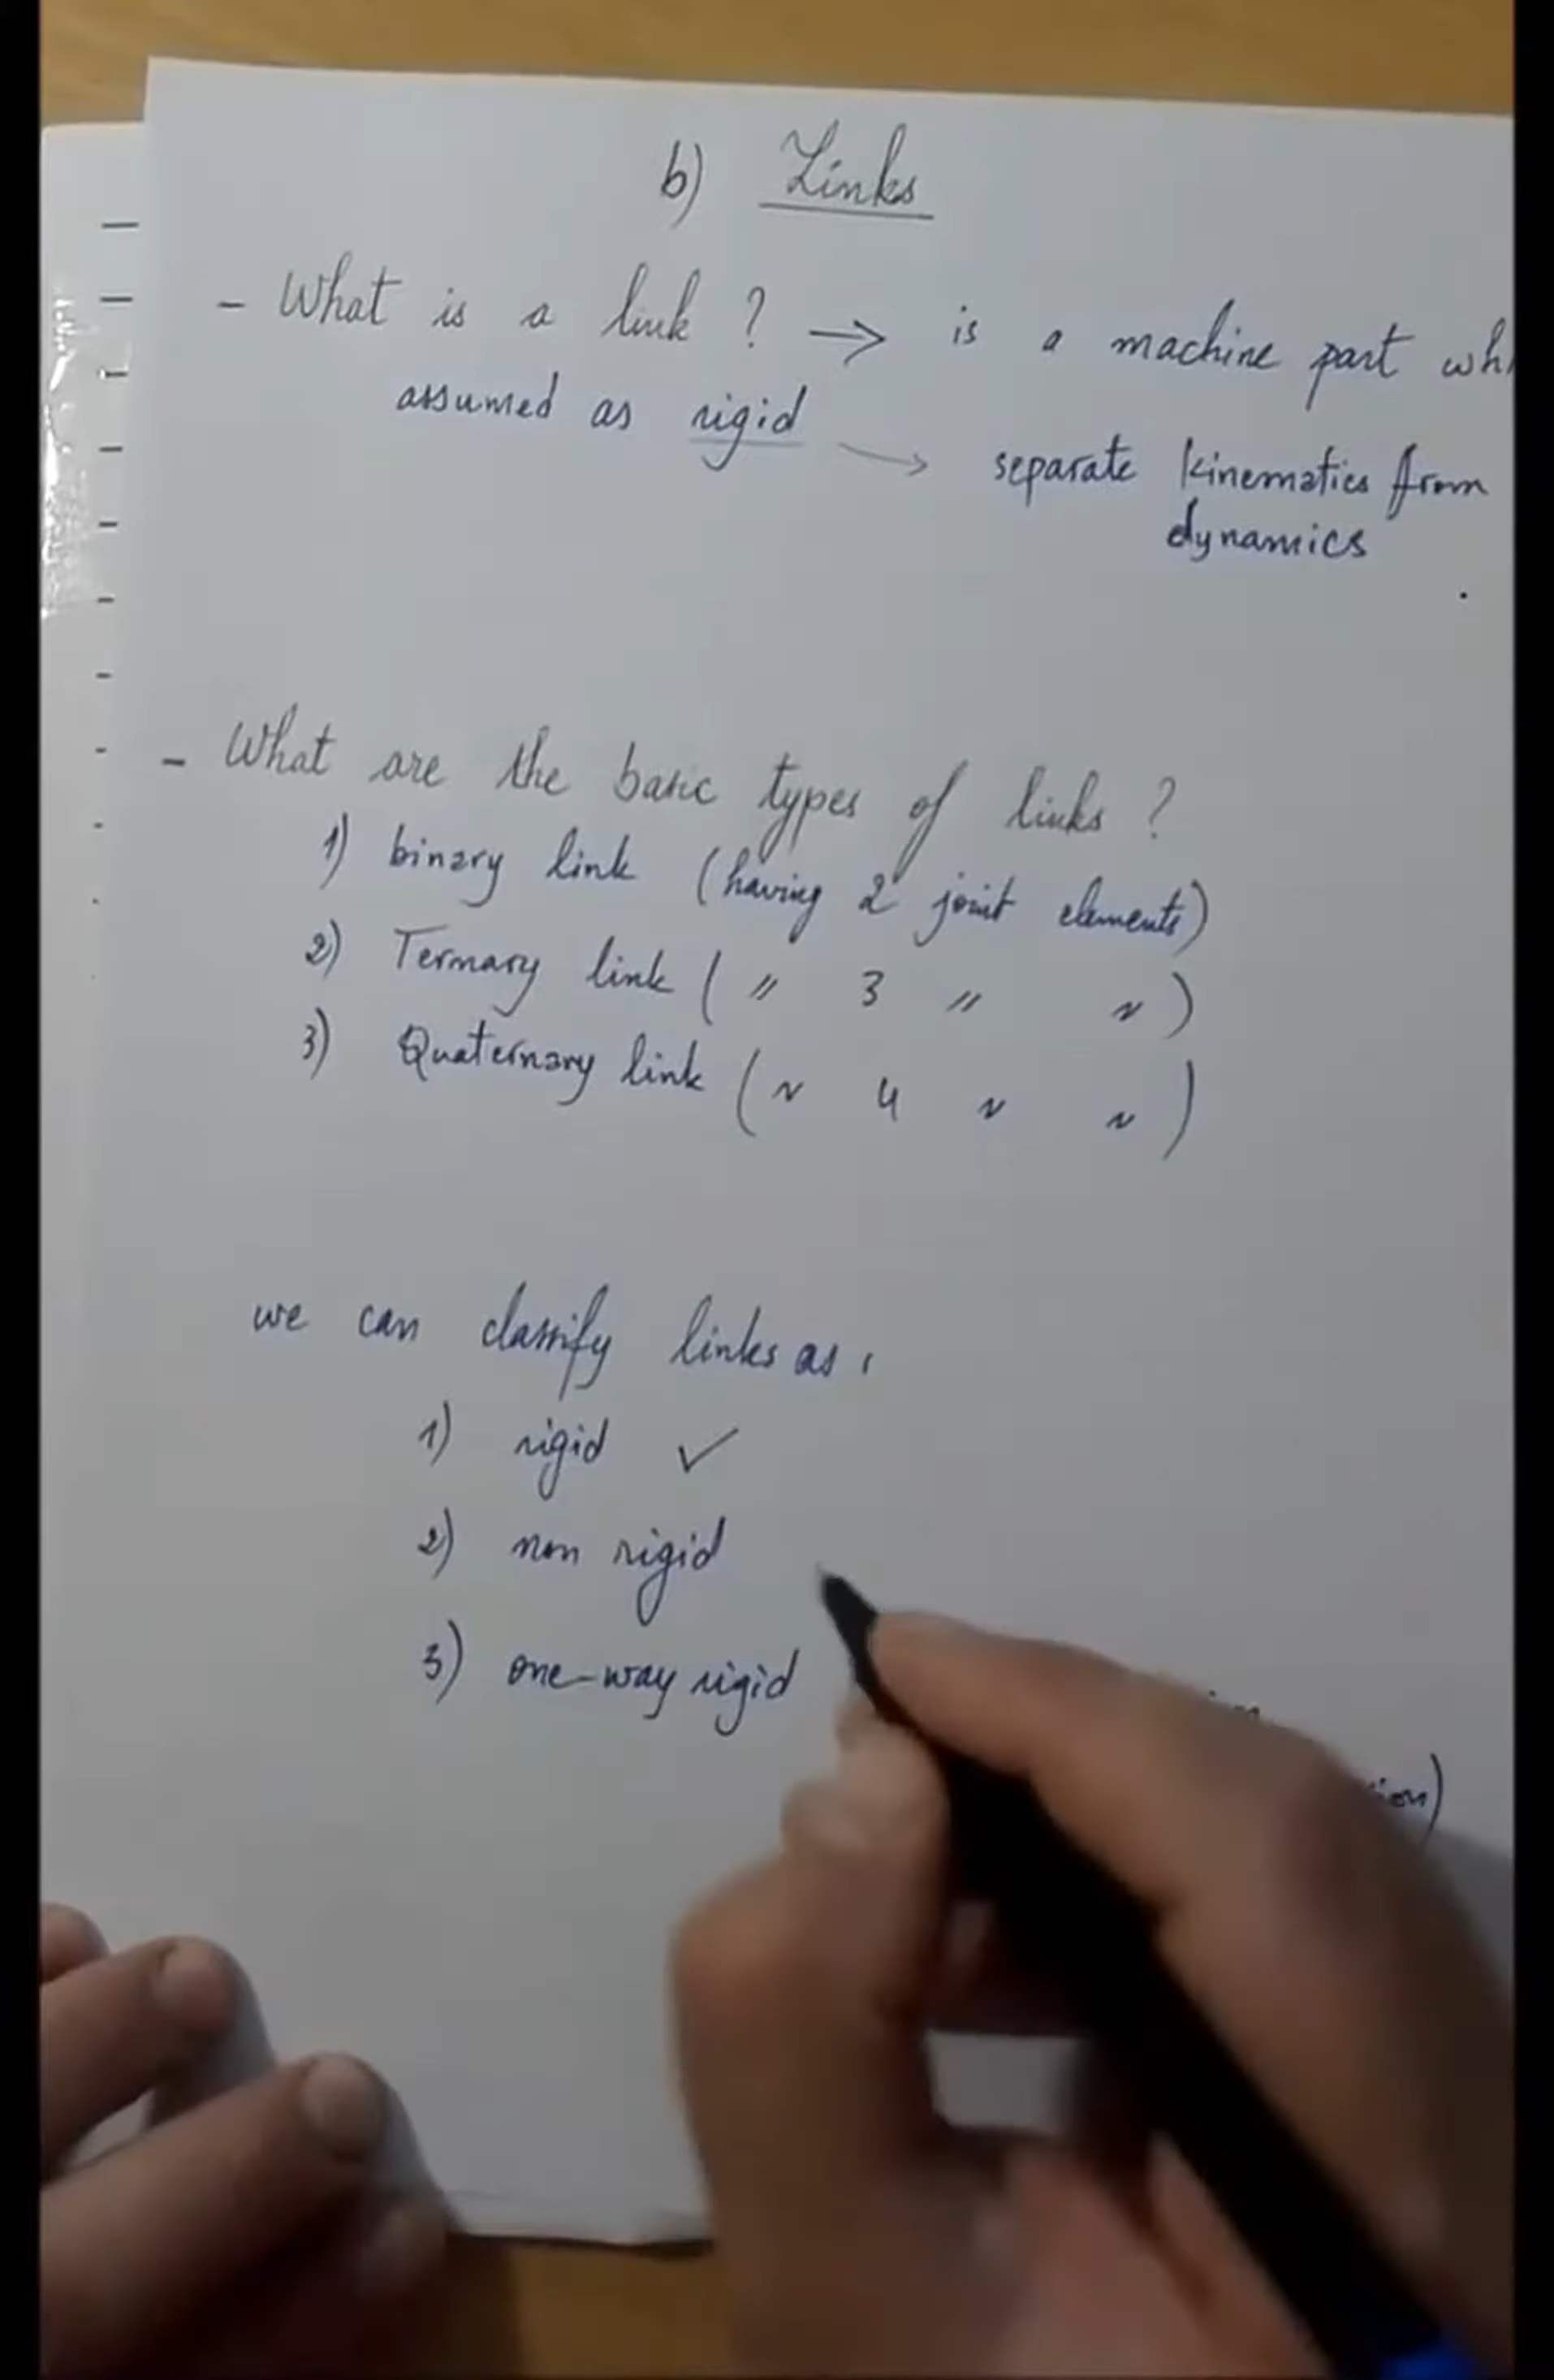 b) Links
- What is a link ? → is a machine part
assumed as rigid → separate kinematics from
dynamics
- What are the basic types of links ?
1) binary link (having 2 joint elements)
2) Ternary link ( " 3 " " )
3) Quaternary link ( " 4 " " )
we can classify links as :
1) rigid ✓
2) non rigid
3) one-way rigid